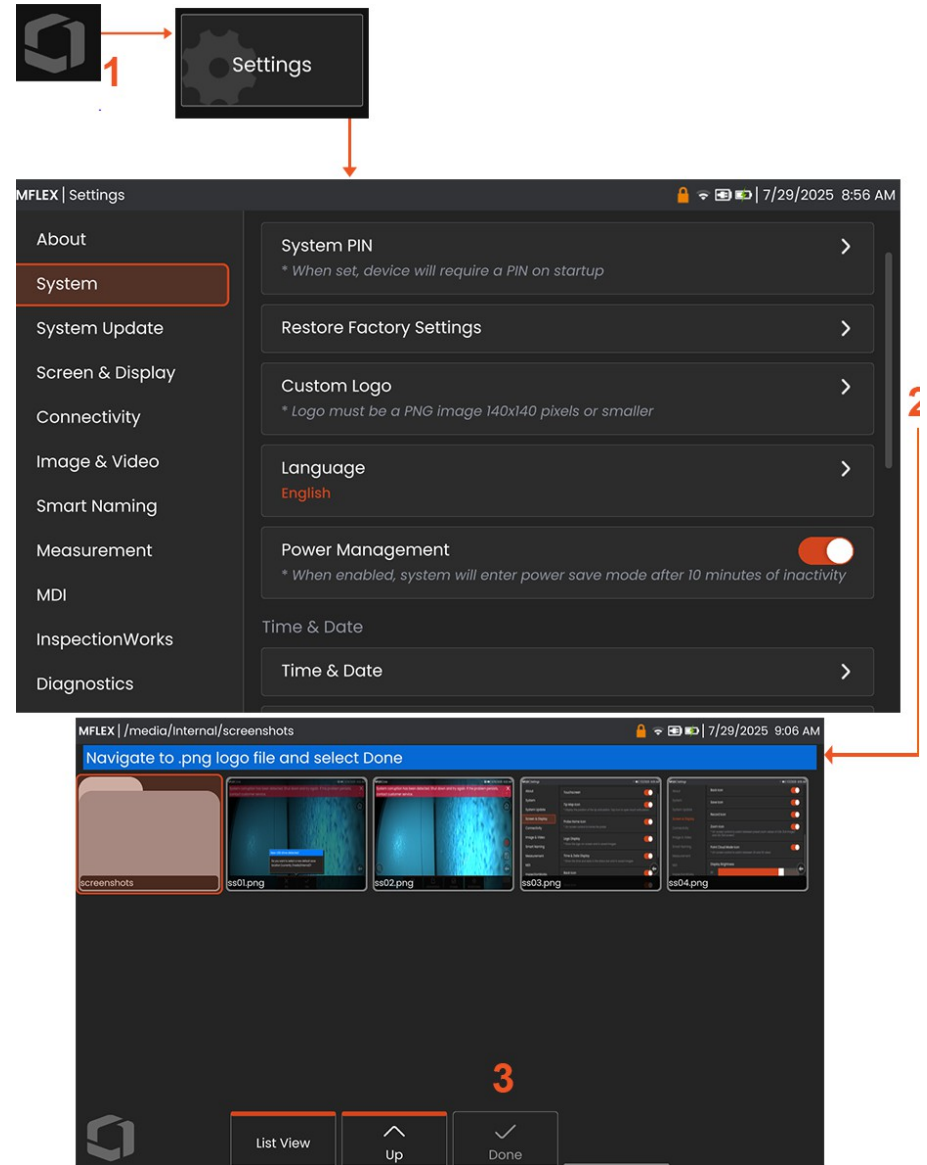 1
Settings
MFLEX | Settings
7/29/2025 8:56 AM
About
System
System Update
Screen & Display
Connectivity
Image & Video
Smart Naming
Measurement
MDI
InspectionWorks
Diagnostics
System PIN
* When set, device will require a PIN on startup
Restore Factory Settings
Custom Logo
* Logo must be a PNG image 140x140 pixels or smaller
Language
English
Power Management
* When enabled, system will enter power save mode after 10 minutes of inactivity
Time & Date
Time & Date
2
MFLEX | /media/Internal/screenshots
7/29/2025 9:06 AM
Navigate to .png logo file and select Done
screenshots
ss01.png
ss02.png
ss03.png
ss04.png
3
List View
Up
Done